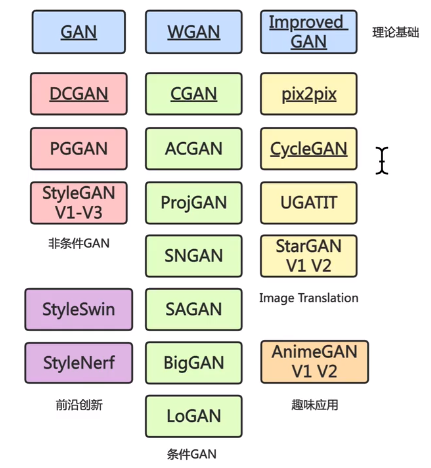 GAN
WGAN
Improved
GAN
理论基础
DCGAN
CGAN
pix2pix
PGGAN
ACGAN
CycleGAN
StyleGAN
V1-V3
ProjGAN
UGATIT
非条件GAN
SNGAN
StarGAN
V1 V2
Image Translation
StyleSwin
SAGAN
StyleNerf
BigGAN
AnimeGAN
V1 V2
前沿创新
LoGAN
趣味应用
条件GAN